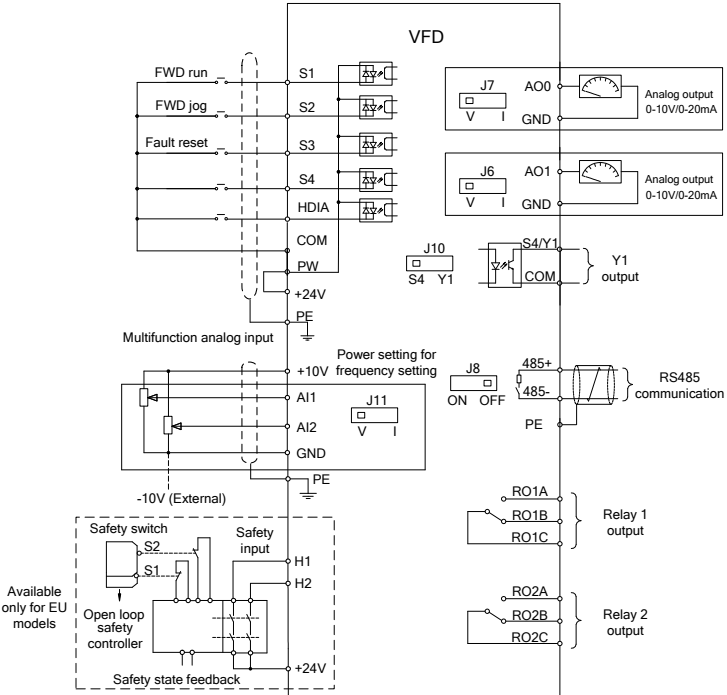 VFD
FWD run
S1
FWD jog
S2
Fault reset
S3
S4
HDIA
COM
PW
+24V
PE
J7
V I
AO0
GND
Analog output
0-10V/0-20mA
J6
V I
AO1
GND
Analog output
0-10V/0-20mA
J10
S4 Y1
S4/Y1
COM
Y1
output
Multifunction analog input
Power setting for
frequency setting
+10V
AI1
AI2
GND
J11
V I
PE
-10V (External)
J8
ON OFF
485+
485-
PE
RS485
communication
RO1A
RO1B
RO1C
Relay 1
output
RO2A
RO2B
RO2C
Relay 2
output
Available
only for EU
models
Safety switch
S2
S1
Open loop
safety
controller
Safety
input
H1
H2
+24V
Safety state feedback